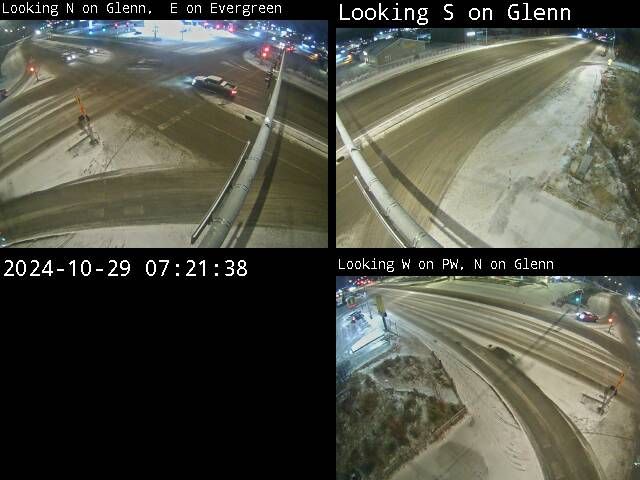 Looking N on Glenn,  E on Evergreen
Looking S on Glenn
2024-10-29 07:21:38
Looking W on PW, N on Glenn